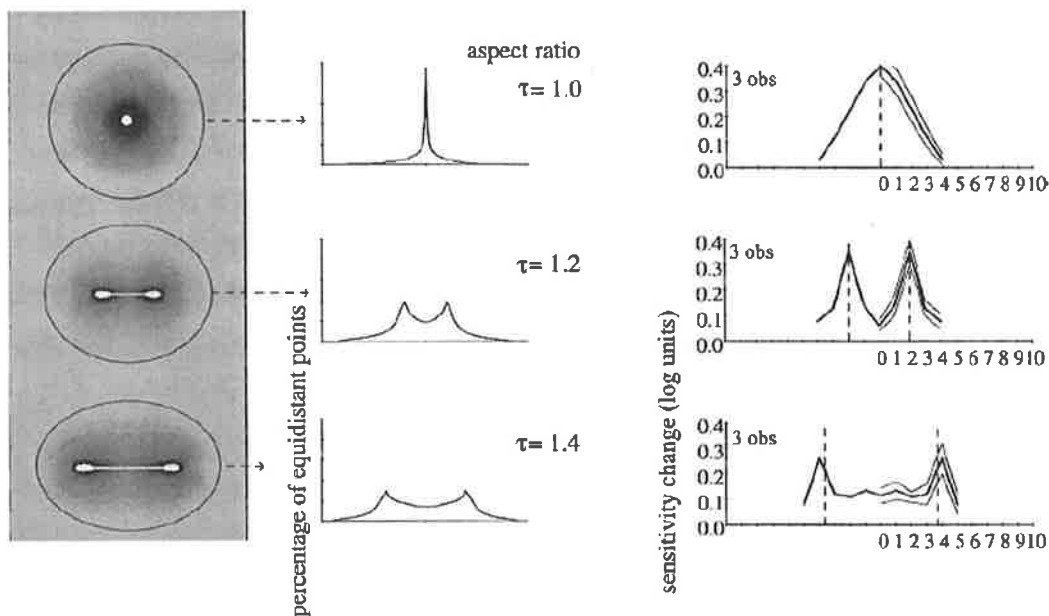 aspect ratio
τ= 1.0
τ= 1.2
τ= 1.4
percentage of equidistant points
sensitivity change (log units)
0.4
0.3
0.2
0.1
0.0
3 obs
0 1 2 3 4 5 6 7 8 9 10
0.4
0.3
0.2
0.1
0.0
3 obs
0 1 2 3 4 5 6 7 8 9 10
0.4
0.3
0.2
0.1
0.0
3 obs
0 1 2 3 4 5 6 7 8 9 10